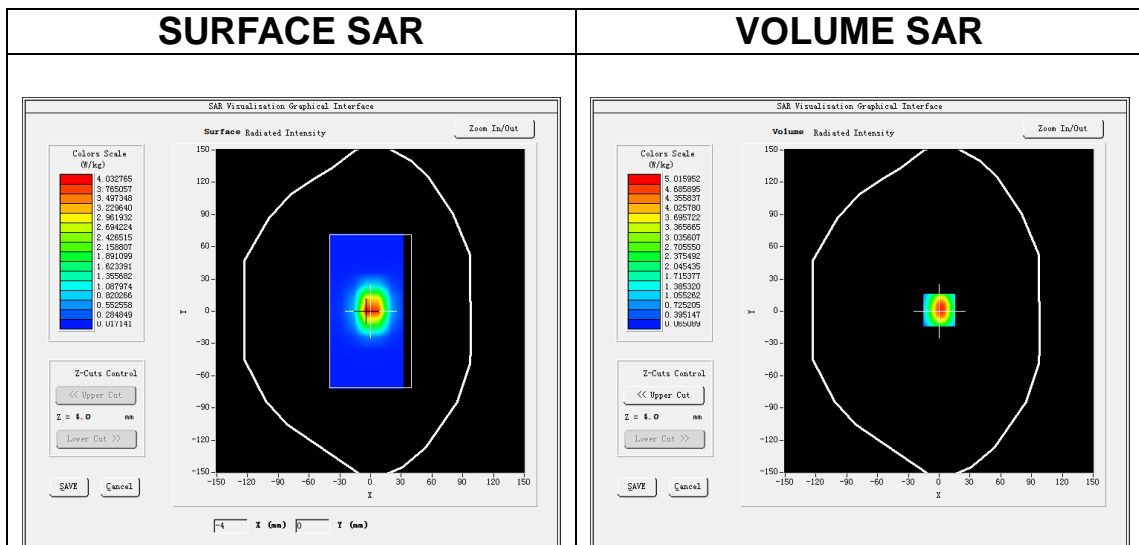 SURFACE SAR
VOLUME SAR
SAR Visualisation Graphical Interface
Surface Radiated Intensity
Zoom In/Out
Colors Scale
(W/kg)
4.032765
3.765057
3.497348
3.229640
2.961932
2.694224
2.426515
2.158807
1.891099
1.623391
1.355682
1.087974
0.820266
0.552558
0.284849
0.017141
150
120
90
60
30
0
-30
-60
-90
-120
-150
Y
-150 -120 -90 -60 -30 0 30 60 90 120 150
X
Z-Cuts Control
<< Upper Cut
Z = 4.0 mm
Lower Cut >>
SAVE Cancel
-4 X (mm) 0 Y (mm)
SAR Visualisation Graphical Interface
Volume Radiated Intensity
Zoom In/Out
Colors Scale
(W/kg)
5.015952
4.685895
4.355837
4.025780
3.695722
3.365665
3.035607
2.705550
2.375492
2.045435
1.715377
1.385320
1.055262
0.725205
0.395147
0.065089
150
120
90
60
30
0
-30
-60
-90
-120
-150
Y
-150 -120 -90 -60 -30 0 30 60 90 120 150
X
Z-Cuts Control
<< Upper Cut
Z = 4.0 mm
Lower Cut >>
SAVE Cancel